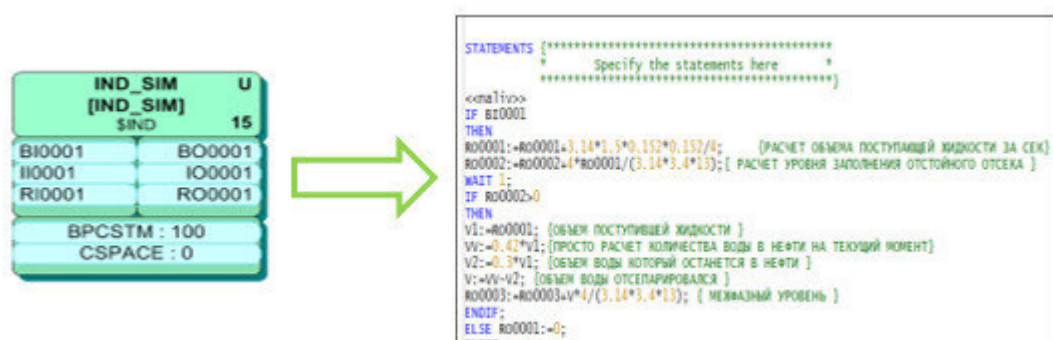 IND_SIM U
[IND_SIM]
$IND 15
BI0001 BO0001
II0001 IO0001
RI0001 RO0001
BPCSTM : 100
CSPACE : 0
STATEMENTS {******************************************
* Specify the statements here *
*******************************************}
<<naliv>>
IF BI0001
THEN
RO0001:=RO0001+3.14*1.5*0.152*0.152/4; {РАСЧЕТ ОБЪЕМА ПОСТУПАЮЩЕЙ ЖИДКОСТИ ЗА СЕК}
RO0002:=RO0002+4*RO0001/(3.14*3.4*13);{ РАСЧЕТ УРОВНЯ ЗАПОЛНЕНИЯ ОТСТОЙНОГО ОТСЕКА }
WAIT 1;
IF RO0002>0
THEN
V1:=RO0001; {ОБЪЕМ ПОСТУПИВШЕЙ ЖИДКОСТИ }
VV:=0.42*V1;{ПРОСТО РАСЧЕТ КОЛИЧЕСТВА ВОДЫ В НЕФТИ НА ТЕКУЩИЙ МОМЕНТ}
V2:=0.3*V1; {ОБЪЕМ ВОДЫ КОТОРЫЙ ОСТАНЕТСЯ В НЕФТИ }
V:=VV-V2; {ОБЪЕМ ВОДЫ ОТСЕПАРИРОВАЛСЯ }
RO0003:=RO0003+V*4/(3.14*3.4*13); { МЕЖФАЗНЫЙ УРОВЕНЬ }
ENDIF;
ELSE RO0001:=0;